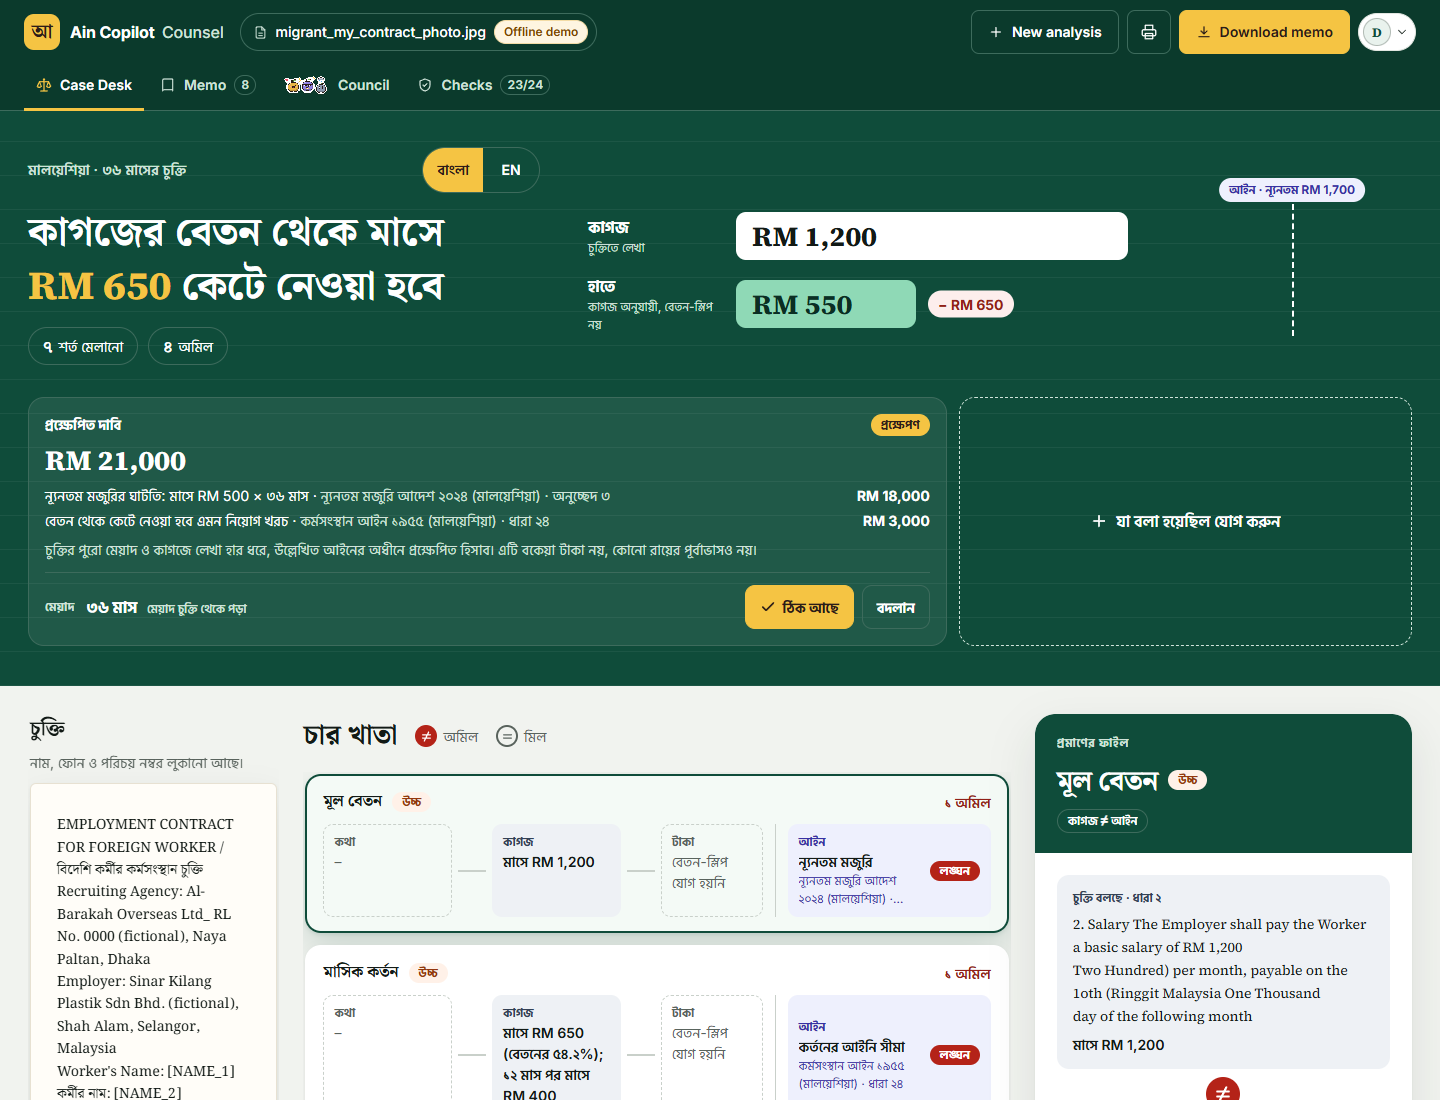 আ Ain Copilot Counsel
migrant_my_contract_photo.jpg Offline demo
New analysis
Download memo
D
Case Desk
Memo 8
Council
Checks 23/24
মালয়েশিয়া · ৩৬ মাসের চুক্তি
বাংলা EN
কাগজের বেতন থেকে মাসে
RM 650 কেটে নেওয়া হবে
৭ শর্ত মেলানো
৪ অমিল
আইন · ন্যূনতম RM 1,700
কাগজ
চুক্তিতে লেখা
RM 1,200
হাতে
কাগজ অনুযায়ী, বেতন-স্লিপ
নয়
RM 550
− RM 650
প্রক্ষেপিত দাবি
প্রক্ষেপণ
RM 21,000
ন্যূনতম মজুরির ঘাটতি: মাসে RM 500 × ৩৬ মাস · ন্যূনতম মজুরি আদেশ ২০২৪ (মালয়েশিয়া) · অনুচ্ছেদ ৩ RM 18,000
বেতন থেকে কেটে নেওয়া হবে এমন নিয়োগ খরচ · কর্মসংস্থান আইন ১৯৫৫ (মালয়েশিয়া) · ধারা ২৪ RM 3,000
চুক্তির পুরো মেয়াদ ও কাগজে লেখা হার ধরে, উল্লেখিত আইনের অধীনে প্রক্ষেপিত হিসাব। এটি বকেয়া টাকা নয়, কোনো রায়ের পূর্বাভাসও নয়।
মেয়াদ ৩৬ মাস মেয়াদ চুক্তি থেকে পড়া
ঠিক আছে
বদলান
+ যা বলা হয়েছিল যোগ করুন
চুক্তি
নাম, ফোন ও পরিচয় নম্বর লুকানো আছে।
EMPLOYMENT CONTRACT
FOR FOREIGN WORKER /
বিদেশি কর্মীর কর্মসংস্থান চুক্তি
Recruiting Agency: Al-
Barakah Overseas Ltd_ RL
No. 0000 (fictional), Naya
Paltan, Dhaka
Employer: Sinar Kilang
Plastik Sdn Bhd. (fictional),
Shah Alam, Selangor,
Malaysia
Worker's Name: [NAME_1]
কর্মীর নাম: [NAME_2]
চার খাতা
≠ অমিল
= মিল
মূল বেতন উচ্চ
১ অমিল
কথা
–
কাগজ
মাসে RM 1,200
টাকা
বেতন-স্লিপ
যোগ হয়নি
আইন
ন্যূনতম মজুরি
ন্যূনতম মজুরি আদেশ
২০২৪ (মালয়েশিয়া) ·...
লঙ্ঘন
মাসিক কর্তন উচ্চ
১ অমিল
কথা
–
কাগজ
মাসে RM 650
(বেতনের ৫৪.২%);
১২ মাস পর মাসে
RM 400
টাকা
বেতন-স্লিপ
যোগ হয়নি
আইন
কর্তনের আইনি সীমা
কর্মসংস্থান আইন ১৯৫৫
(মালয়েশিয়া) · ধারা ২৪
লঙ্ঘন
প্রমাণের ফাইল
মূল বেতন উচ্চ
কাগজ ≠ আইন
চুক্তি বলছে · ধারা ২
2. Salary The Employer shall pay the Worker
a basic salary of RM 1,200
Two Hundred) per month, payable on the
1oth (Ringgit Malaysia One Thousand
day of the following month
মাসে RM 1,200
≠